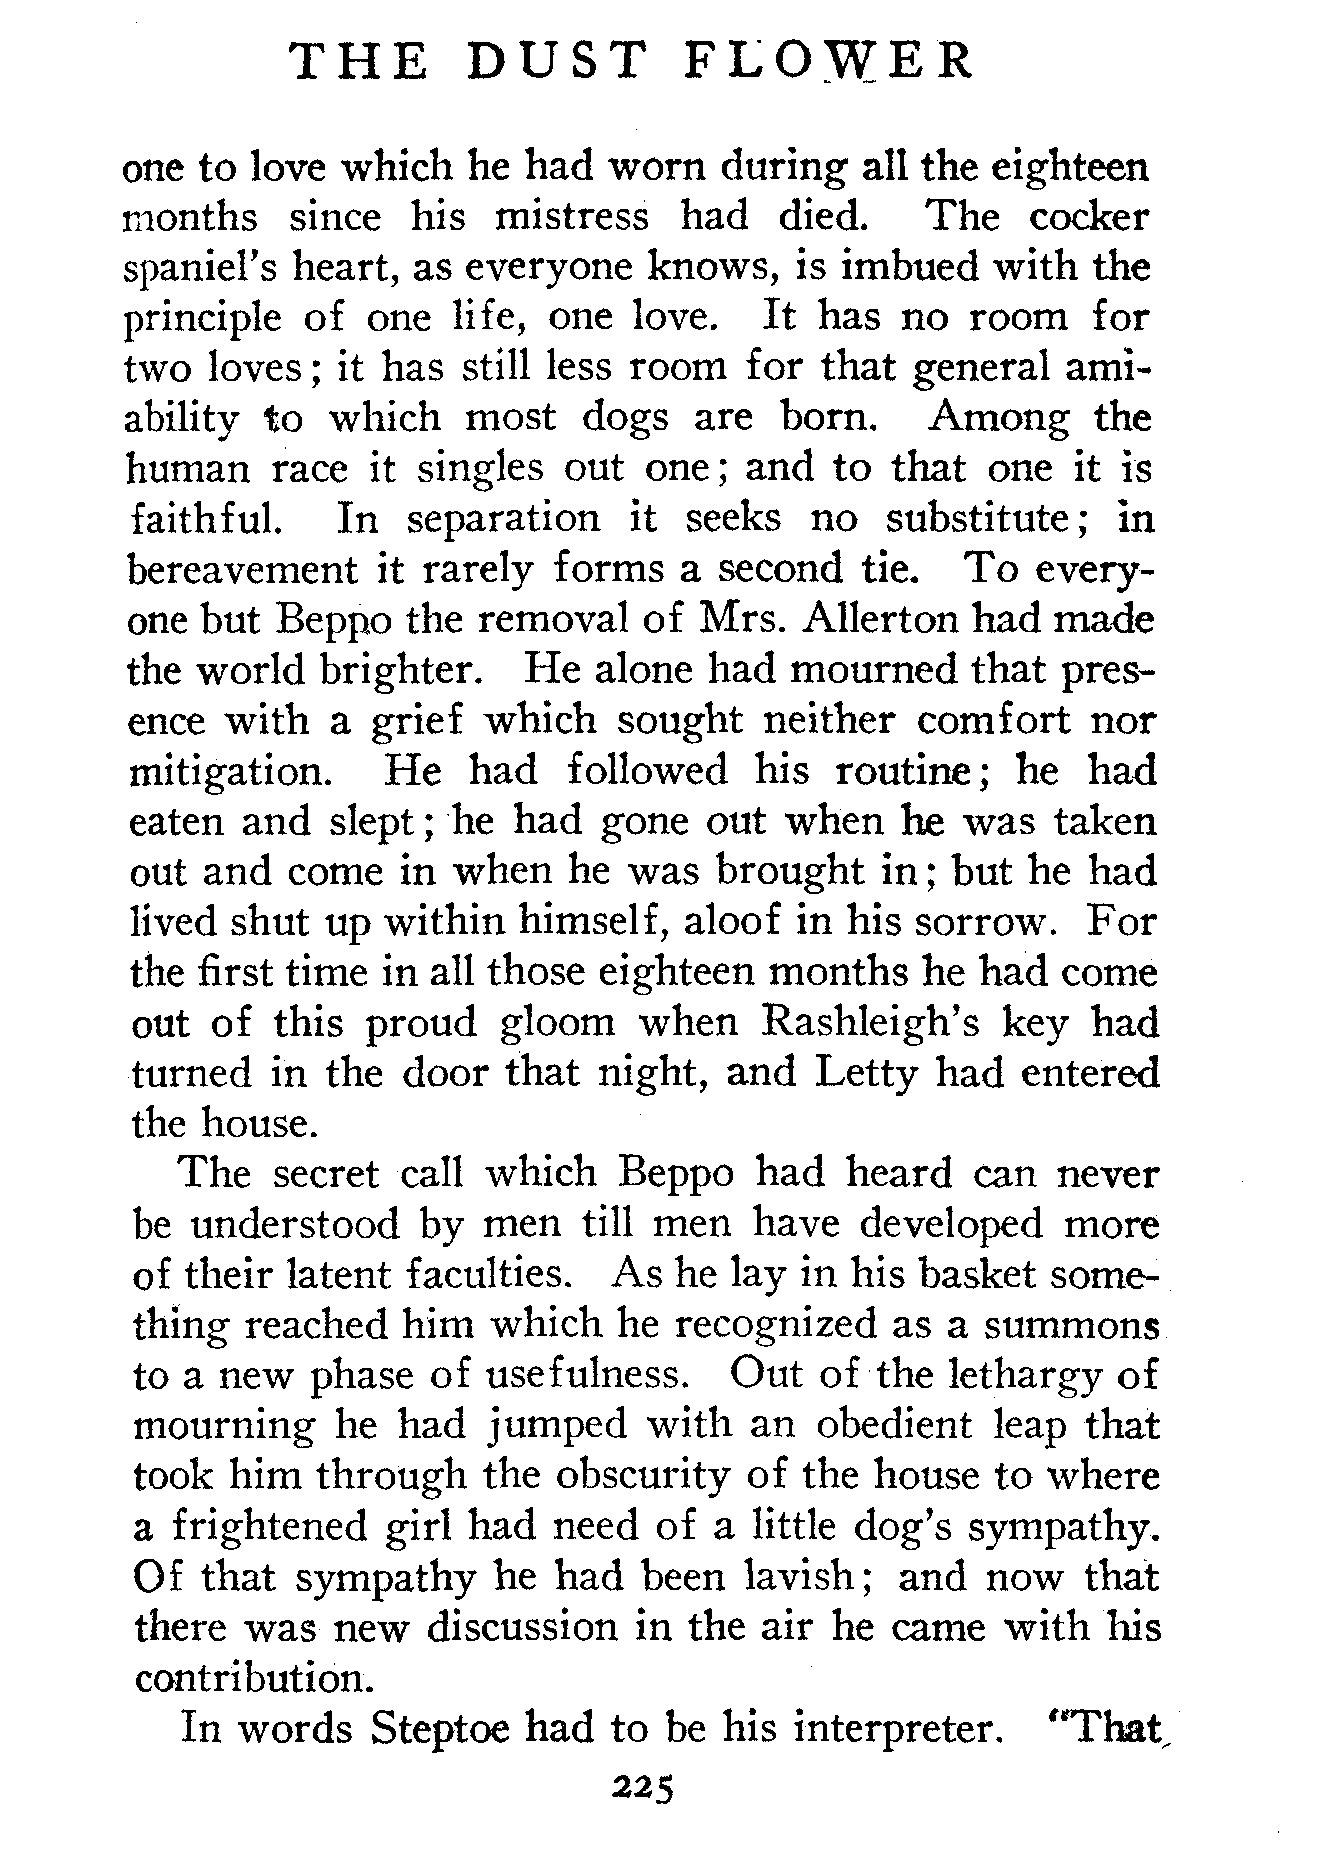 THE DUST FLOWER
one to love which he had worn during all the eighteen
months since his mistress had died. The cocker
spaniel's heart, as everyone knows, is imbued with the
principle of one life, one love. It has no room for
two loves; it has still less room for that general ami-
ability to which most dogs are born. Among the
human race it singles out one; and to that one it is
faithful. In separation it seeks no substitute; in
bereavement it rarely forms a second tie. To every-
one but Beppo the removal of Mrs. Allerton had made
the world brighter. He alone had mourned that pres-
ence with a grief which sought neither comfort nor
mitigation. He had followed his routine; he had
eaten and slept; he had gone out when he was taken
out and come in when he was brought in; but he had
lived shut up within himself, aloof in his sorrow. For
the first time in all those eighteen months he had come
out of this proud gloom when Rashleigh's key had
turned in the door that night, and Letty had entered
the house.
The secret call which Beppo had heard can never
be understood by men till men have developed more
of their latent faculties. As he lay in his basket some-
thing reached him which he recognized as a summons
to a new phase of usefulness. Out of the lethargy of
mourning he had jumped with an obedient leap that
took him through the obscurity of the house to where
a frightened girl had need of a little dog's sympathy.
Of that sympathy he had been lavish; and now that
there was new discussion in the air he came with his
contribution.
In words Steptoe had to be his interpreter. "That
225